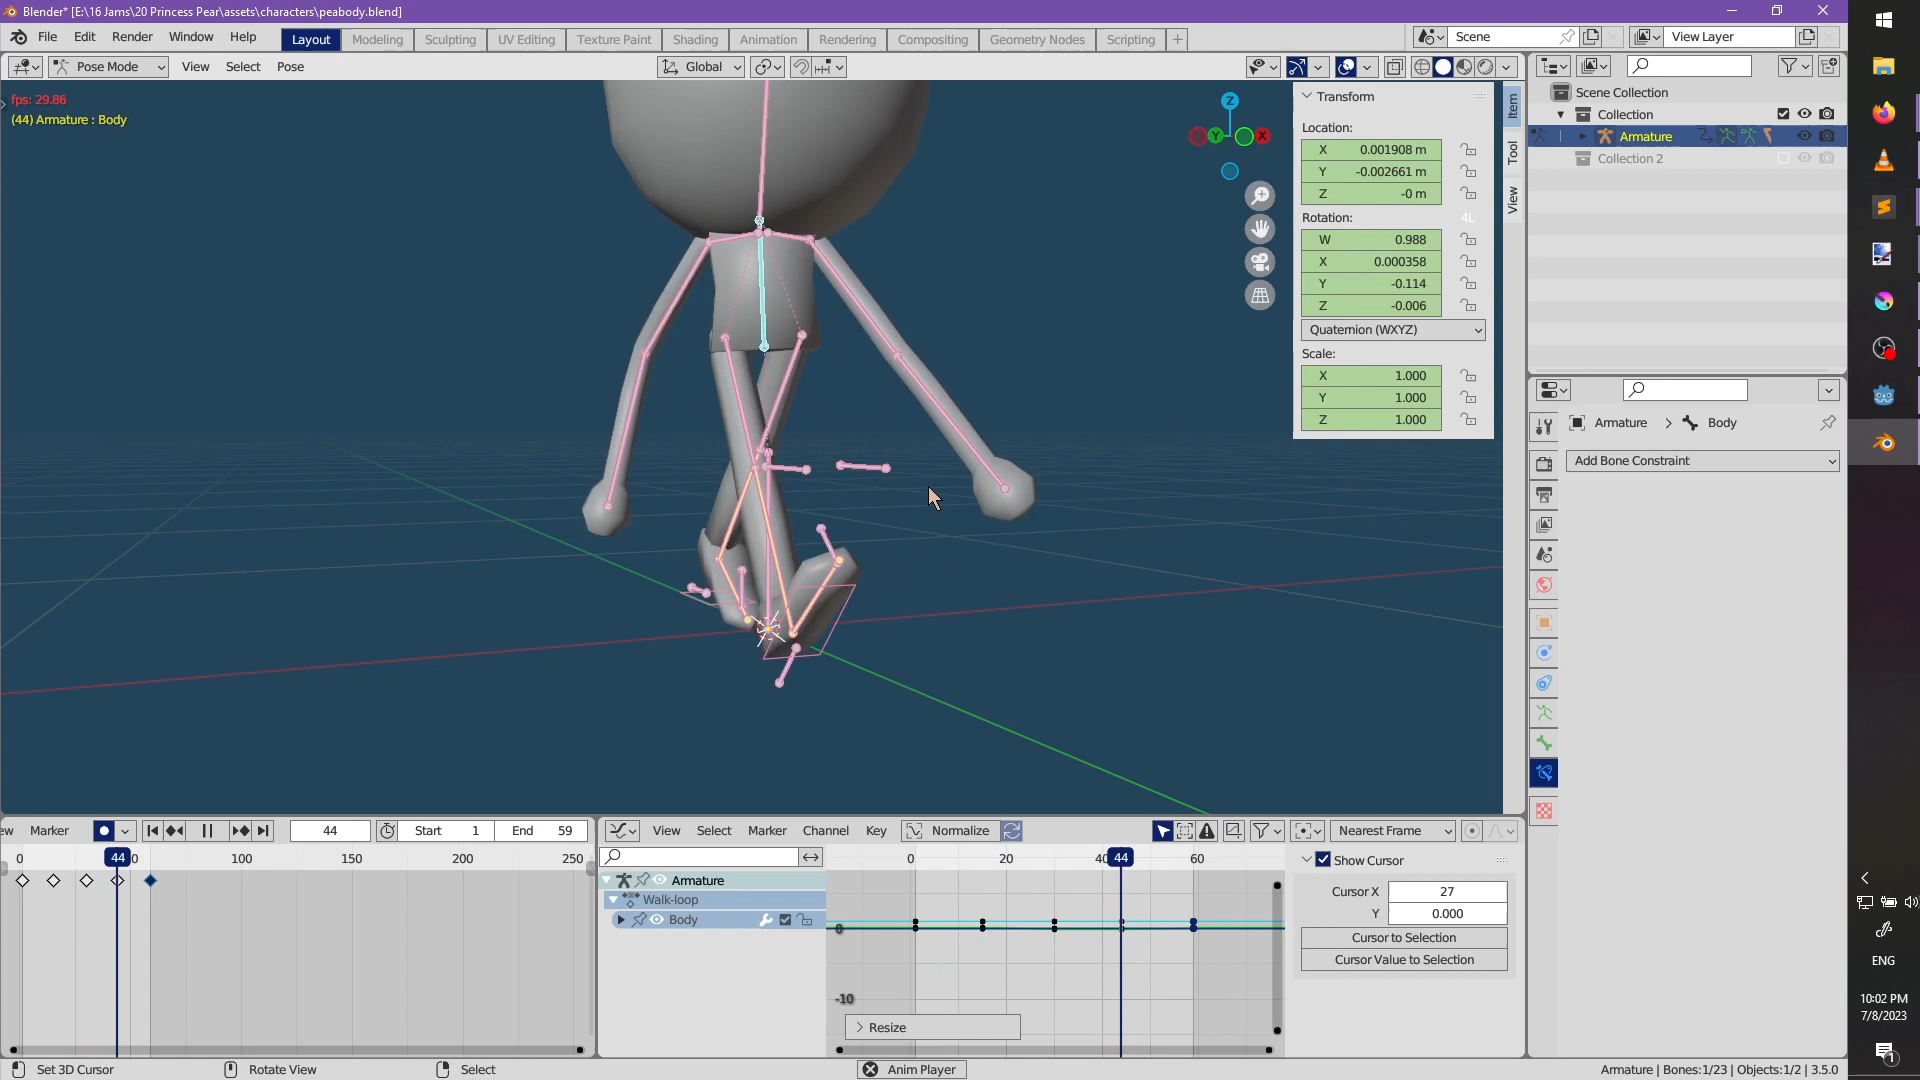 Blender* [E:\16 Jams\20 Princess Pear\assets\characters\peabody.blend]
File Edit Render Window Help Layout Modeling Sculpting UV Editing Texture Paint Shading Animation Rendering Compositing Geometry Nodes Scripting + Scene View Layer
Pose Mode View Select Pose Global
fps: 29.86
(44) Armature : Body
Z
Y
X
Transform
Location:
X 0.001908 m
Y -0.002661 m
Z -0 m
Rotation: 4L
W 0.988
X 0.000358
Y -0.114
Z -0.006
Quaternion (WXYZ)
Scale:
X 1.000
Y 1.000
Z 1.000
Item
Tool
View
Scene Collection
Collection
Armature
Collection 2
Armature > Body
Add Bone Constraint
ew Marker 44 Start 1 End 59
0 44 0 100 150 200 250
View Select Marker Channel Key Normalize Nearest Frame
0 20 40 44 60
Armature
Walk-loop
Body
0
-10
> Resize
Show Cursor
Cursor X 27
Y 0.000
Cursor to Selection
Cursor Value to Selection
Set 3D Cursor Rotate View Select Anim Player Armature | Bones:1/23 | Objects:1/2 | 3.5.0
ENG
10:02 PM
7/8/2023
1